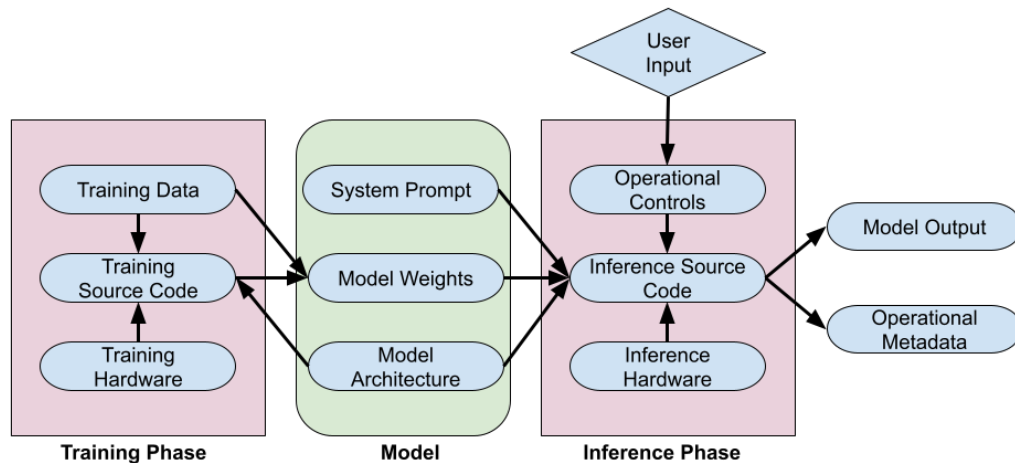 User
Input
Training Data
System Prompt
Operational
Controls
Model Output
Training
Source Code
Model Weights
Inference Source
Code
Training
Hardware
Model
Architecture
Inference
Hardware
Operational
Metadata
Training Phase
Model
Inference Phase